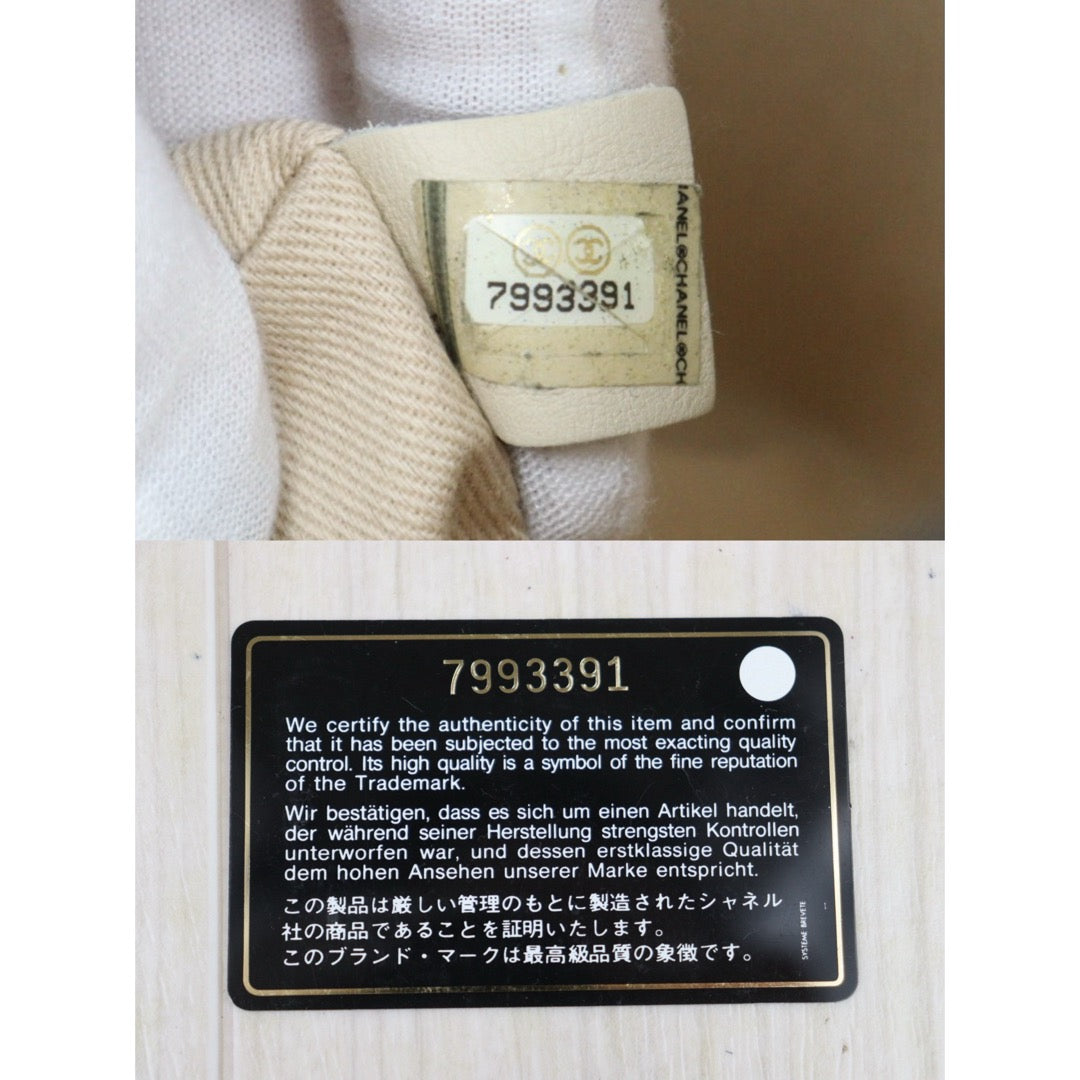 7993391
HANEL⊛CHANEL⊛CH
7993391
We certify the authenticity of this item and confirm
that it has been subjected to the most exacting quality
control. Its high quality is a symbol of the fine reputation
of the Trademark.
Wir bestätigen, dass es sich um einen Artikel handelt,
der während seiner Herstellung strengsten Kontrollen
unterworfen war, und dessen erstklassige Qualität
dem hohen Ansehen unserer Marke entspricht.
この製品は厳しい管理のもとに製造されたシャネル
社の商品であることを証明いたします。
このブランド・マークは最高級品質の象徴です。
SYSTEME BREVETE